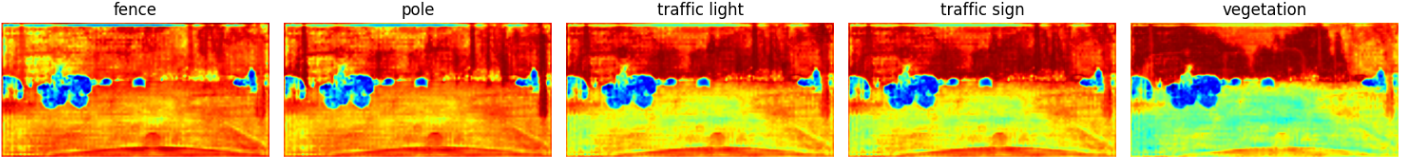 fence
pole
traffic light
traffic sign
vegetation